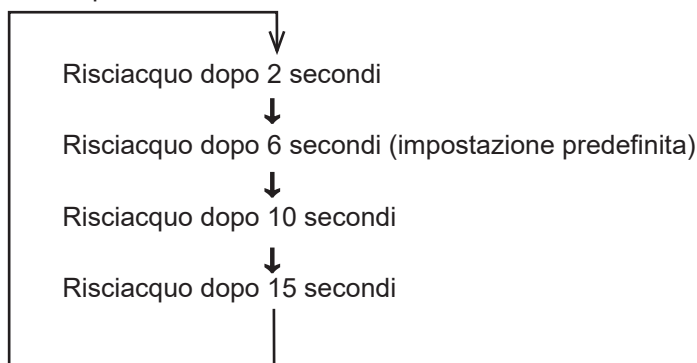 Risciacquo dopo 2 secondi
Risciacquo dopo 6 secondi (impostazione predefinita)
Risciacquo dopo 10 secondi
Risciacquo dopo 15 secondi